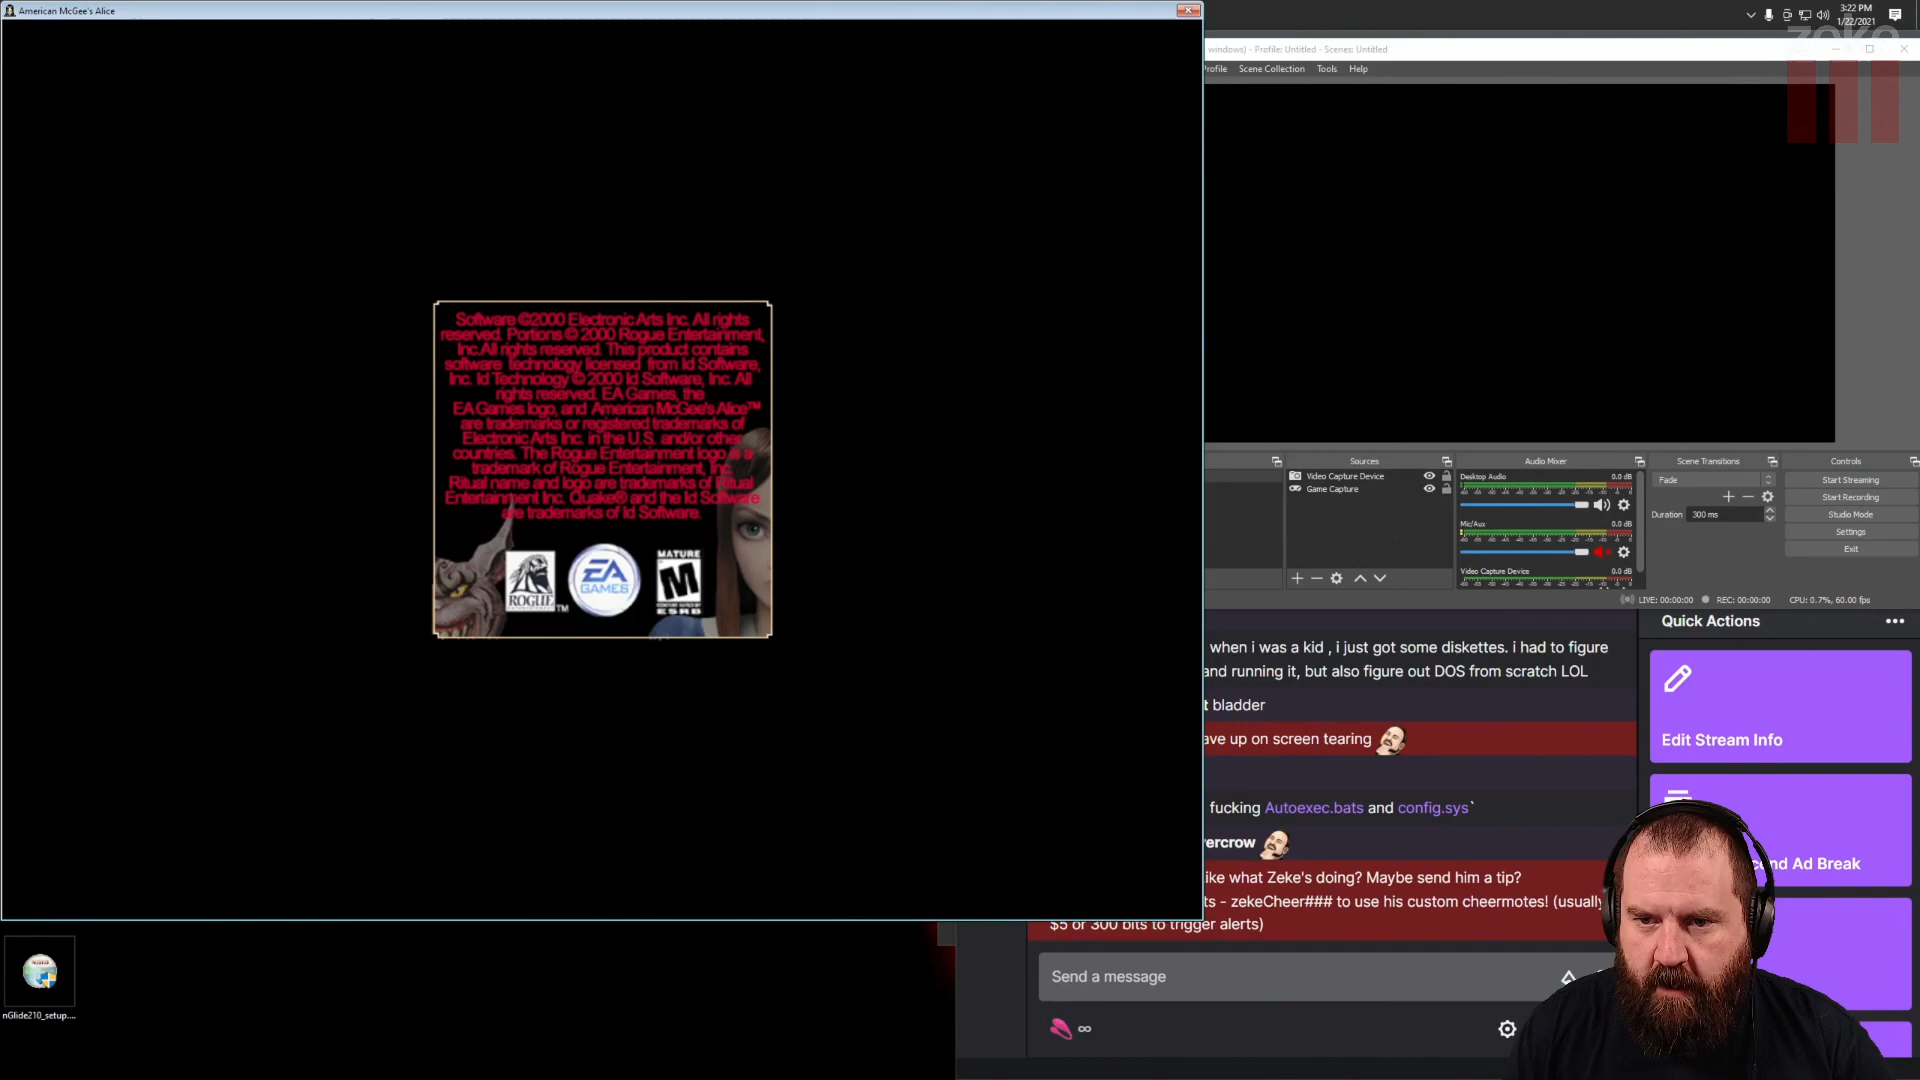 American McGee's Alice
3:22 PM
1/22/2021
zeke
windows) - Profile: Untitled - Scenes: Untitled
Profile Scene Collection Tools Help
Software ©2000 Electronic Arts Inc. All rights
reserved. Portions © 2000 Rogue Entertainment,
Inc.All rights reserved. This product contains
software technology licensed from Id Software,
Inc. Id Technology © 2000 Id Software, Inc. All
rights reserved. EA Games, the
EA Games logo, and American McGee's Alice™
are trademarks or registered trademarks of
Electronic Arts Inc. in the U.S. and/or other
countries. The Rogue Entertainment logo is a
trademark of Rogue Entertainment, Inc.
Ritual name and logo are trademarks of Ritual
Entertainment Inc. Quake® and the Id Software
are trademarks of Id Software.
ROGUE
TM
EA
GAMES
MATURE
M
CONTENT RATED BY
ESRB
Sources
Video Capture Device
Game Capture
Audio Mixer
Desktop Audio 0.0 dB
Mic/Aux 0.0 dB
Video Capture Device 0.0 dB
Scene Transitions
Fade
Duration 300 ms
Controls
Start Streaming
Start Recording
Studio Mode
Settings
Exit
LIVE: 00:00:00 REC: 00:00:00 CPU: 0.7%, 60.00 fps
when i was a kid , i just got some diskettes. i had to figure
and running it, but also figure out DOS from scratch LOL
t bladder
ave up on screen tearing
fucking Autoexec.bats and config.sys`
ercrow
ike what Zeke's doing? Maybe send him a tip?
ts - zekeCheer### to use his custom cheermotes! (usually
$5 or 300 bits to trigger alerts)
Send a message
∞
Quick Actions
Edit Stream Info
cond Ad Break
nGlide210_setup....